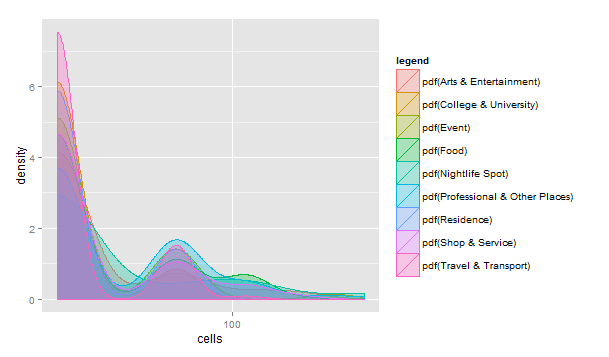 density
6
4
2
0
100
cells
legend
pdf(Arts & Entertainment)
pdf(College & University)
pdf(Event)
pdf(Food)
pdf(Nightlife Spot)
pdf(Professional & Other Places)
pdf(Residence)
pdf(Shop & Service)
pdf(Travel & Transport)